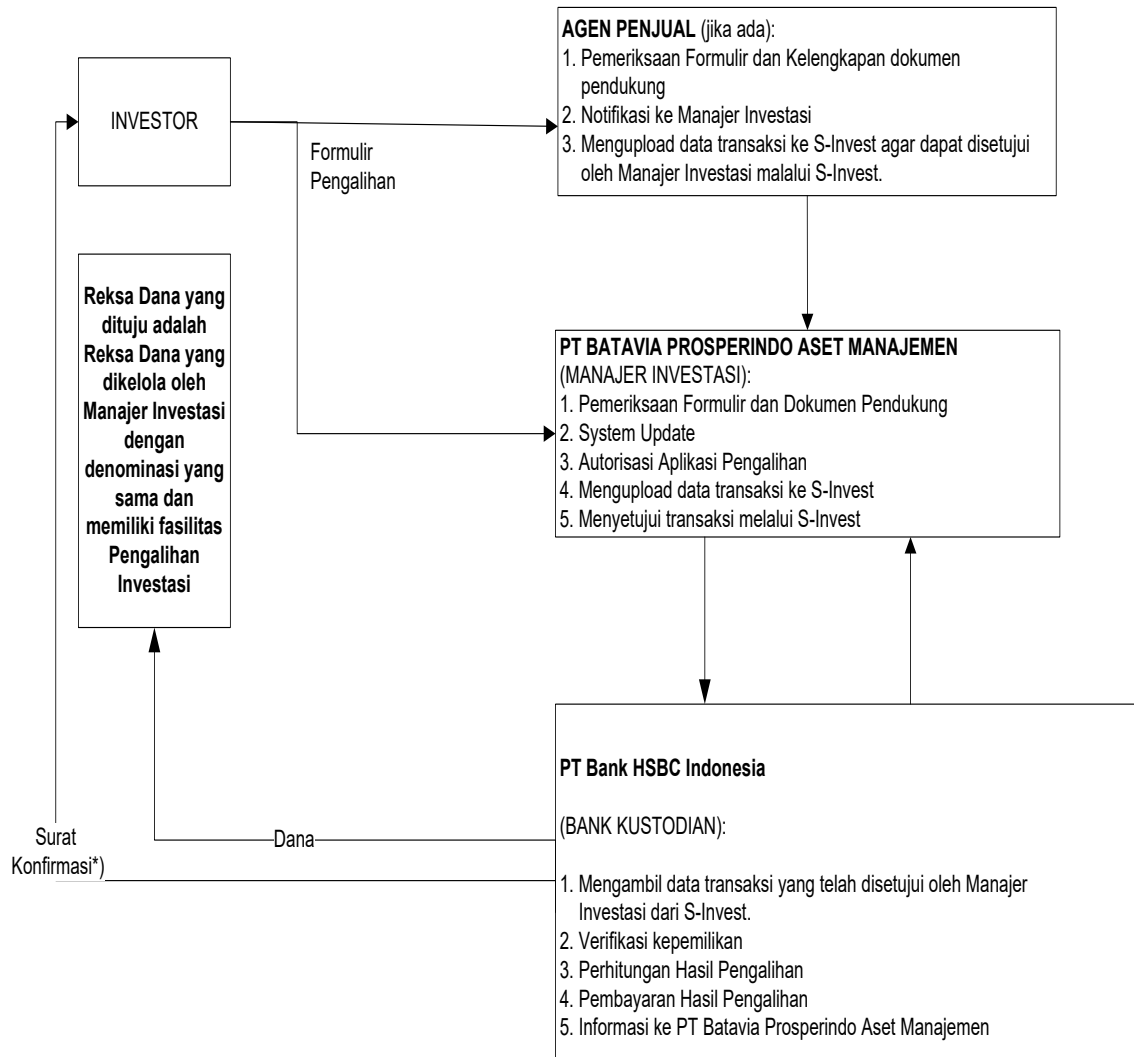 AGEN PENJUAL (jika ada):
1. Pemeriksaan Formulir dan Kelengkapan dokumen
pendukung
2. Notifikasi ke Manajer Investasi
3. Mengupload data transaksi ke S-Invest agar dapat disetujui
oleh Manajer Investasi malalui S-Invest.
INVESTOR
Formulir
Pengalihan
Reksa Dana yang
dituju adalah
Reksa Dana yang
dikelola oleh
Manajer Investasi
dengan
denominasi yang
sama dan
memiliki fasilitas
Pengalihan
Investasi
PT BATAVIA PROSPERINDO ASET MANAJEMEN
(MANAJER INVESTASI):
1. Pemeriksaan Formulir dan Dokumen Pendukung
2. System Update
3. Autorisasi Aplikasi Pengalihan
4. Mengupload data transaksi ke S-Invest
5. Menyetujui transaksi melalui S-Invest
Surat
Konfirmasi*)
Dana
PT Bank HSBC Indonesia
(BANK KUSTODIAN):
1. Mengambil data transaksi yang telah disetujui oleh Manajer
Investasi dari S-Invest.
2. Verifikasi kepemilikan
3. Perhitungan Hasil Pengalihan
4. Pembayaran Hasil Pengalihan
5. Informasi ke PT Batavia Prosperindo Aset Manajemen